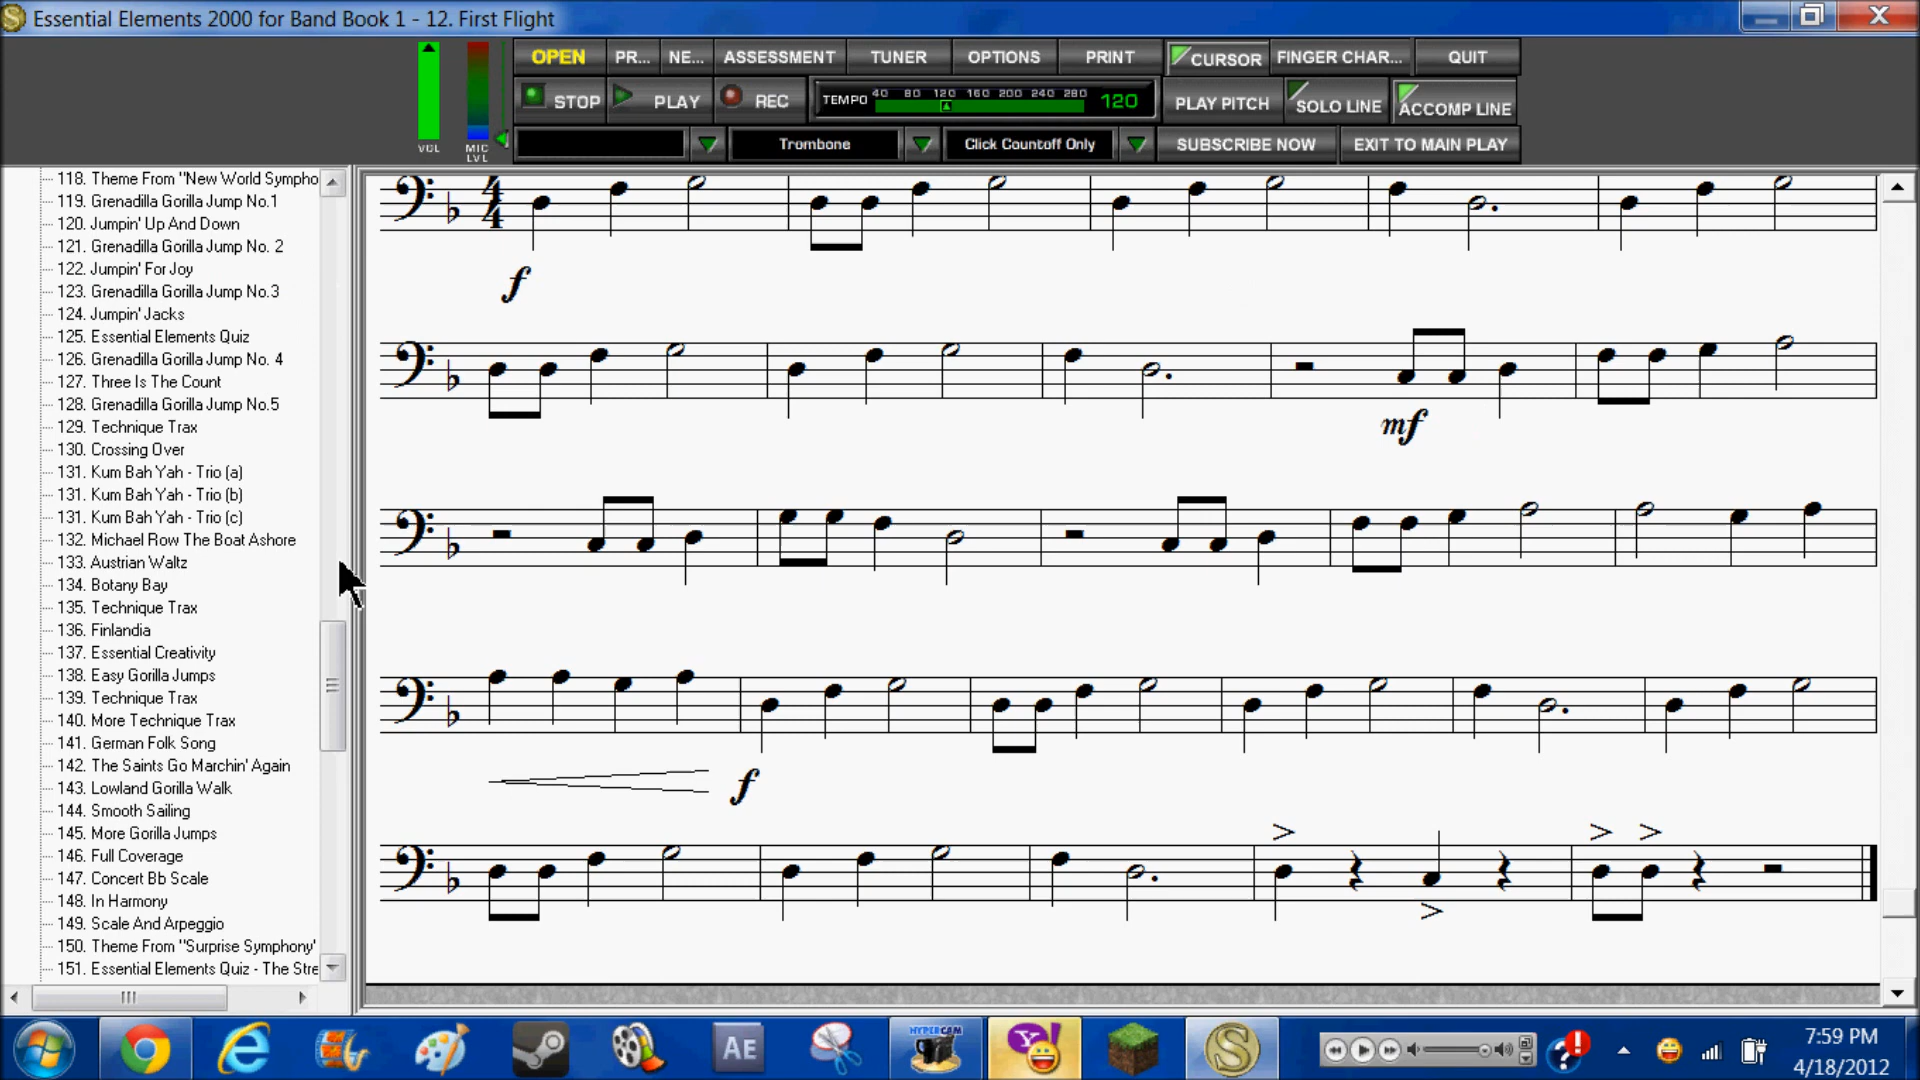 Essential Elements 2000 for Band Book 1 - 12. First Flight
OPEN PR... NE... ASSESSMENT TUNER OPTIONS PRINT CURSOR FINGER CHAR... QUIT
STOP PLAY REC TEMPO 40 80 120 160 200 240 280 120 PLAY PITCH SOLO LINE ACCOMP LINE
VOL MIC LVL Trombone Click Countoff Only SUBSCRIBE NOW EXIT TO MAIN PLAY
118. Theme From "New World Sympho
119. Grenadilla Gorilla Jump No.1
120. Jumpin' Up And Down
121. Grenadilla Gorilla Jump No. 2
122. Jumpin' For Joy
123. Grenadilla Gorilla Jump No.3
124. Jumpin' Jacks
125. Essential Elements Quiz
126. Grenadilla Gorilla Jump No. 4
127. Three Is The Count
128. Grenadilla Gorilla Jump No.5
129. Technique Trax
130. Crossing Over
131. Kum Bah Yah - Trio (a)
131. Kum Bah Yah - Trio (b)
131. Kum Bah Yah - Trio (c)
132. Michael Row The Boat Ashore
133. Austrian Waltz
134. Botany Bay
135. Technique Trax
136. Finlandia
137. Essential Creativity
138. Easy Gorilla Jumps
139. Technique Trax
140. More Technique Trax
141. German Folk Song
142. The Saints Go Marchin' Again
143. Lowland Gorilla Walk
144. Smooth Sailing
145. More Gorilla Jumps
146. Full Coverage
147. Concert Bb Scale
148. In Harmony
149. Scale And Arpeggio
150. Theme From "Surprise Symphony"
151. Essential Elements Quiz - The Stre
4
4
f
mf
f
AE
HYPERCAM
Y!
S
7:59 PM
4/18/2012